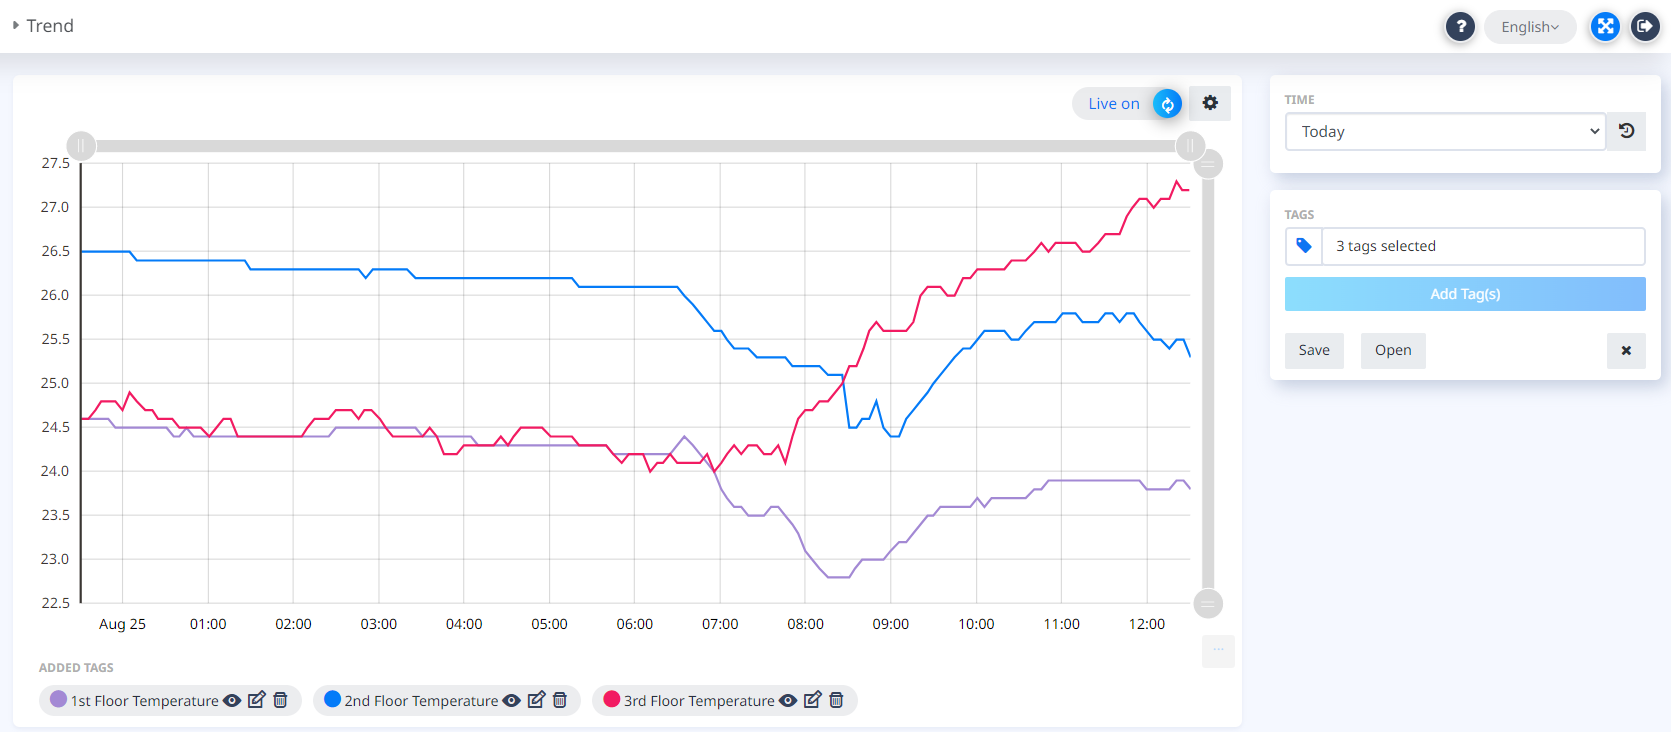 Trend
?
English
Live on
TIME
Today
TAGS
3 tags selected
Add Tag(s)
Save
Open
27.5
27.0
26.5
26.0
25.5
25.0
24.5
24.0
23.5
23.0
22.5
Aug 25 01:00 02:00 03:00 04:00 05:00 06:00 07:00 08:00 09:00 10:00 11:00 12:00
...
ADDED TAGS
1st Floor Temperature 2nd Floor Temperature 3rd Floor Temperature